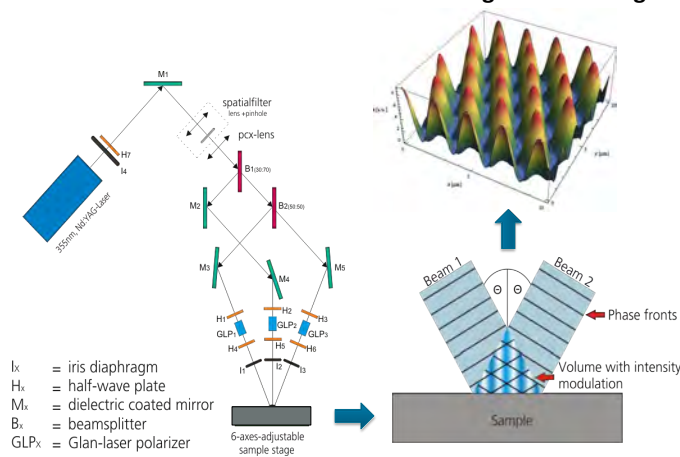 M1
spatialfilter
lens +pinhole
pcx-lens
H7
I4
355nm, Nd:YAG-Laser
B1(30:70)
M2
B2(50:50)
M3
M4
M5
H1
H2
H3
GLP1
GLP2
GLP3
H4
H5
H6
I1
I2
I3
6-axes-adjustable
sample stage
Ix = iris diaphragm
Hx = half-wave plate
Mx = dielectric coated mirror
Bx = beamsplitter
GLPx = Glan-laser polarizer
Beam 1
Beam 2
Θ Θ
Phase fronts
Volume with intensity
modulation
Sample